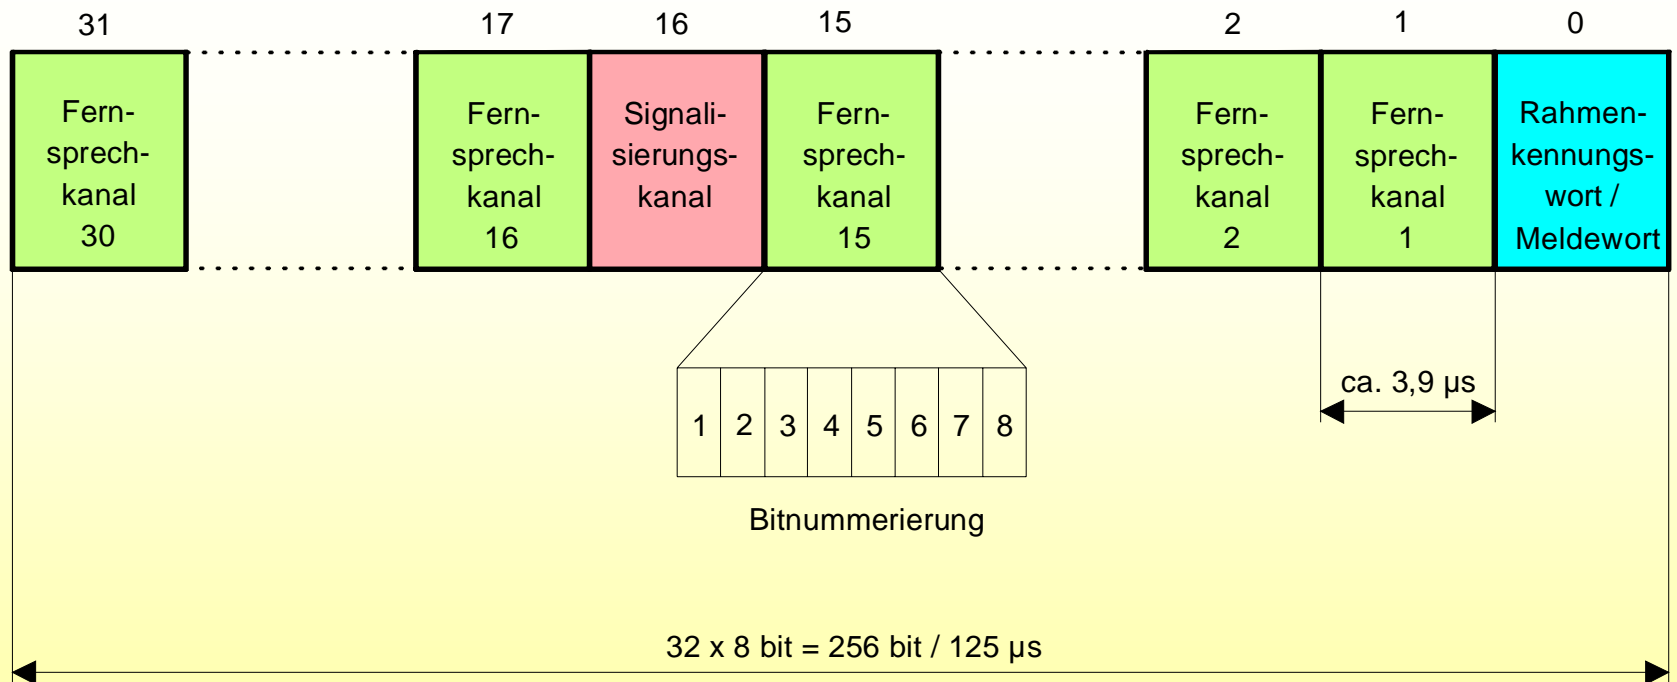 31
17
16
15
2
1
0
Fern-
sprech-
kanal
30
Fern-
sprech-
kanal
16
Signali-
sierungs-
kanal
Fern-
sprech-
kanal
15
Fern-
sprech-
kanal
2
Fern-
sprech-
kanal
1
Rahmen-
kennungs-
wort /
Meldewort
1 2 3 4 5 6 7 8
Bitnummerierung
ca. 3,9 µs
32 x 8 bit = 256 bit / 125 µs